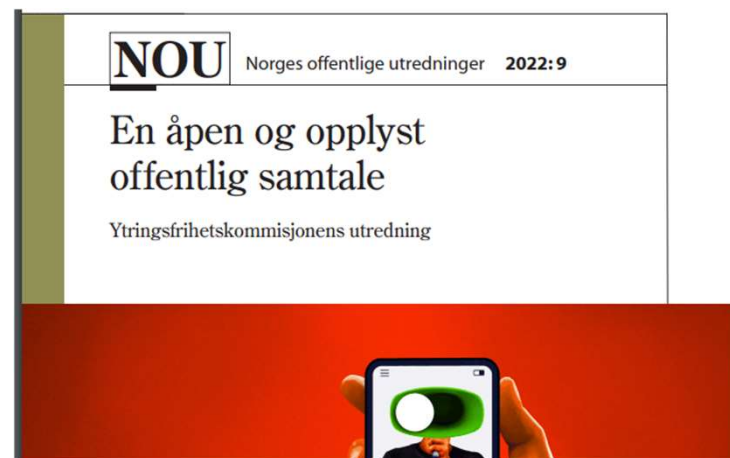 NOU Norges offentlige utredninger 2022: 9
En åpen og opplyst
offentlig samtale
Ytringsfrihetskommisjonens utredning